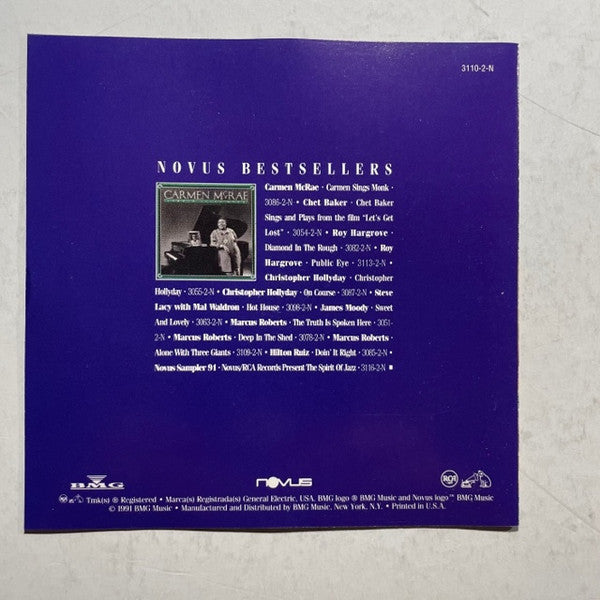 3110-2-N
NOVUS BESTSELLERS
CARMEN McRAE
Carmen McRae · Carmen Sings Monk ·
3086-2-N • Chet Baker · Chet Baker
Sings and Plays from the film "Let's Get
Lost" · 3054-2-N • Roy Hargrove ·
Diamond In The Rough · 3082-2-N • Roy
Hargrove · Public Eye · 3113-2-N •
Christopher Hollyday · Christopher
Hollyday · 3055-2-N • Christopher Hollyday · On Course · 3087-2-N • Steve
Lacy with Mal Waldron · Hot House · 3098-2-N • James Moody · Sweet
And Lovely · 3063-2-N • Marcus Roberts · The Truth Is Spoken Here · 3051-
2-N • Marcus Roberts · Deep In The Shed · 3078-2-N • Marcus Roberts ·
Alone With Three Giants · 3109-2-N • Hilton Ruiz · Doin' It Right · 3085-2-N •
Novus Sampler 91 · Novus/RCA Records Present The Spirit Of Jazz · 3116-2-N ■
BMG
NOVUS
RCA
Tmk(s) ® Registered • Marca(s) Registrada(s) General Electric, USA. BMG logo ® BMG Music and Novus logo ™ BMG Music
© 1991 BMG Music • Manufactured and Distributed by BMG Music, New York, N.Y. • Printed in U.S.A.